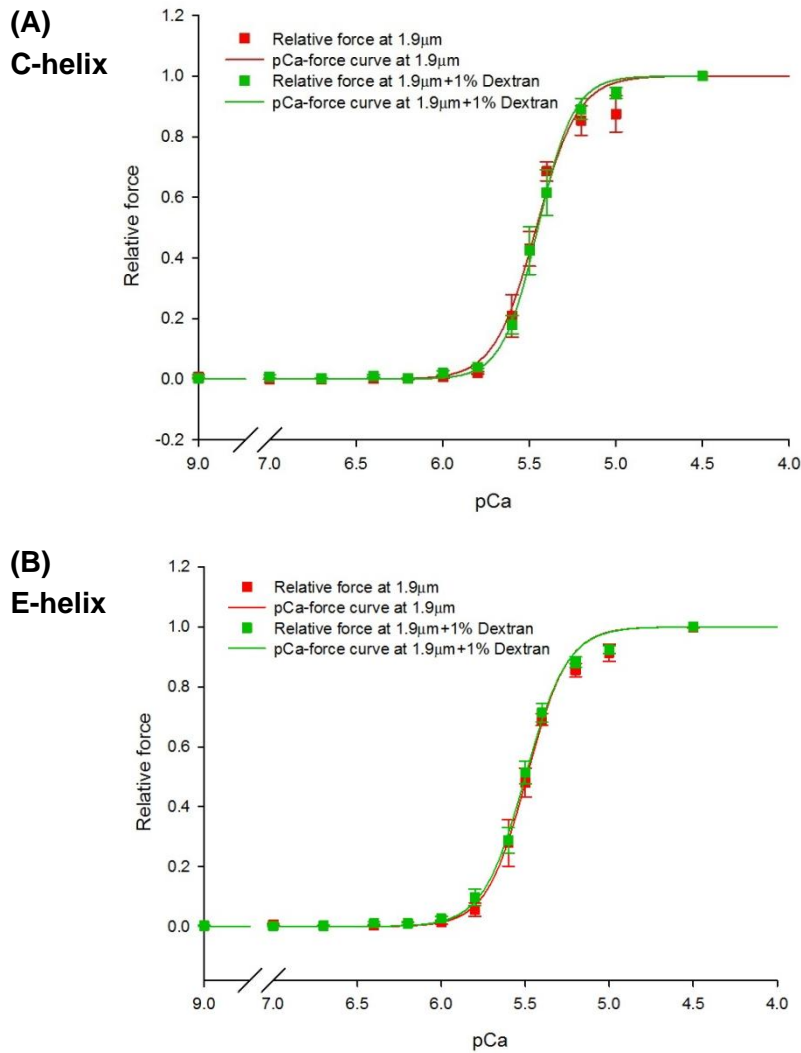 (A)
C-helix
Relative force at 1.9μm
pCa-force curve at 1.9μm
Relative force at 1.9μm+1% Dextran
pCa-force curve at 1.9μm+1% Dextran
1.2
1.0
0.8
0.6
0.4
0.2
0.0
-0.2
Relative force
9.0 7.0 6.5 6.0 5.5 5.0 4.5 4.0
pCa
(B)
E-helix
Relative force at 1.9μm
pCa-force curve at 1.9μm
Relative force at 1.9μm+1% Dextran
pCa-force curve at 1.9μm+1% Dextran
1.2
1.0
0.8
0.6
0.4
0.2
0.0
Relative force
9.0 7.0 6.5 6.0 5.5 5.0 4.5 4.0
pCa